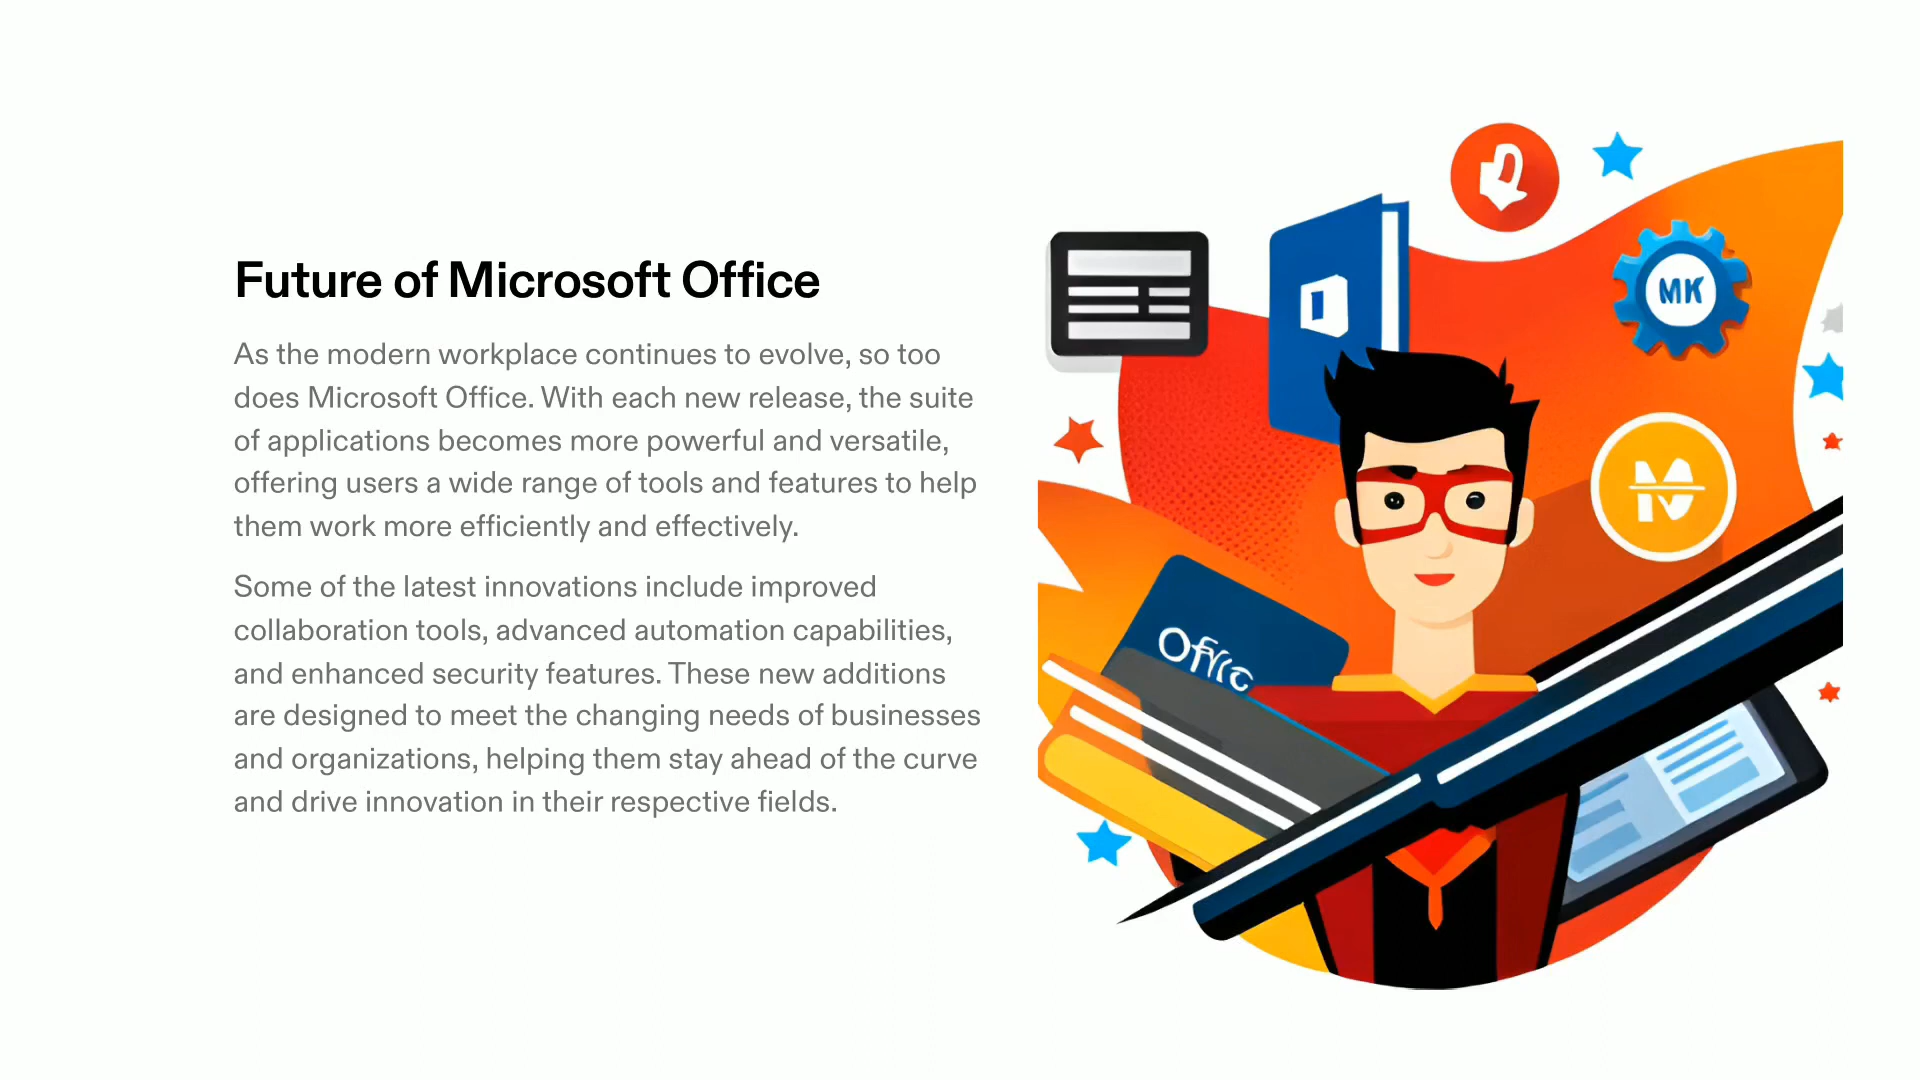 Future of Microsoft Office
As the modern workplace continues to evolve, so too
does Microsoft Office. With each new release, the suite
of applications becomes more powerful and versatile,
offering users a wide range of tools and features to help
them work more efficiently and effectively.
Some of the latest innovations include improved
collaboration tools, advanced automation capabilities,
and enhanced security features. These new additions
are designed to meet the changing needs of businesses
and organizations, helping them stay ahead of the curve
and drive innovation in their respective fields.
MK